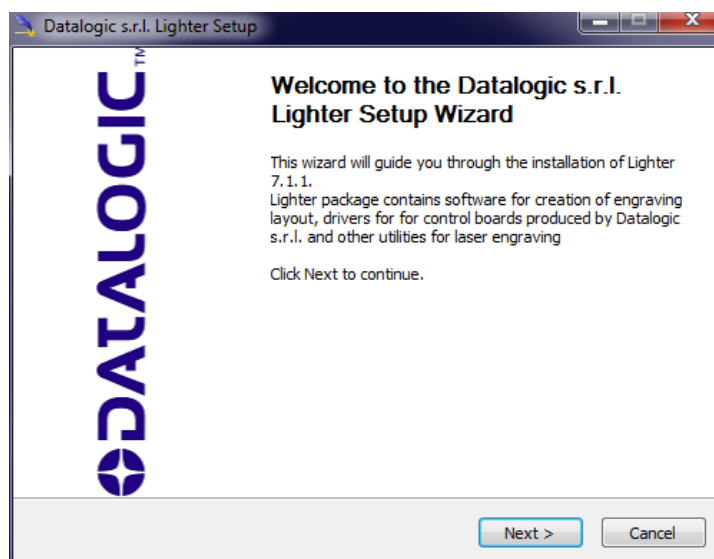 Datalogic s.r.l. Lighter Setup
DATALOGIC™
Welcome to the Datalogic s.r.l.
Lighter Setup Wizard
This wizard will guide you through the installation of Lighter
7.1.1.
Lighter package contains software for creation of engraving
layout, drivers for for control boards produced by Datalogic
s.r.l. and other utilities for laser engraving
Click Next to continue.
Next >
Cancel